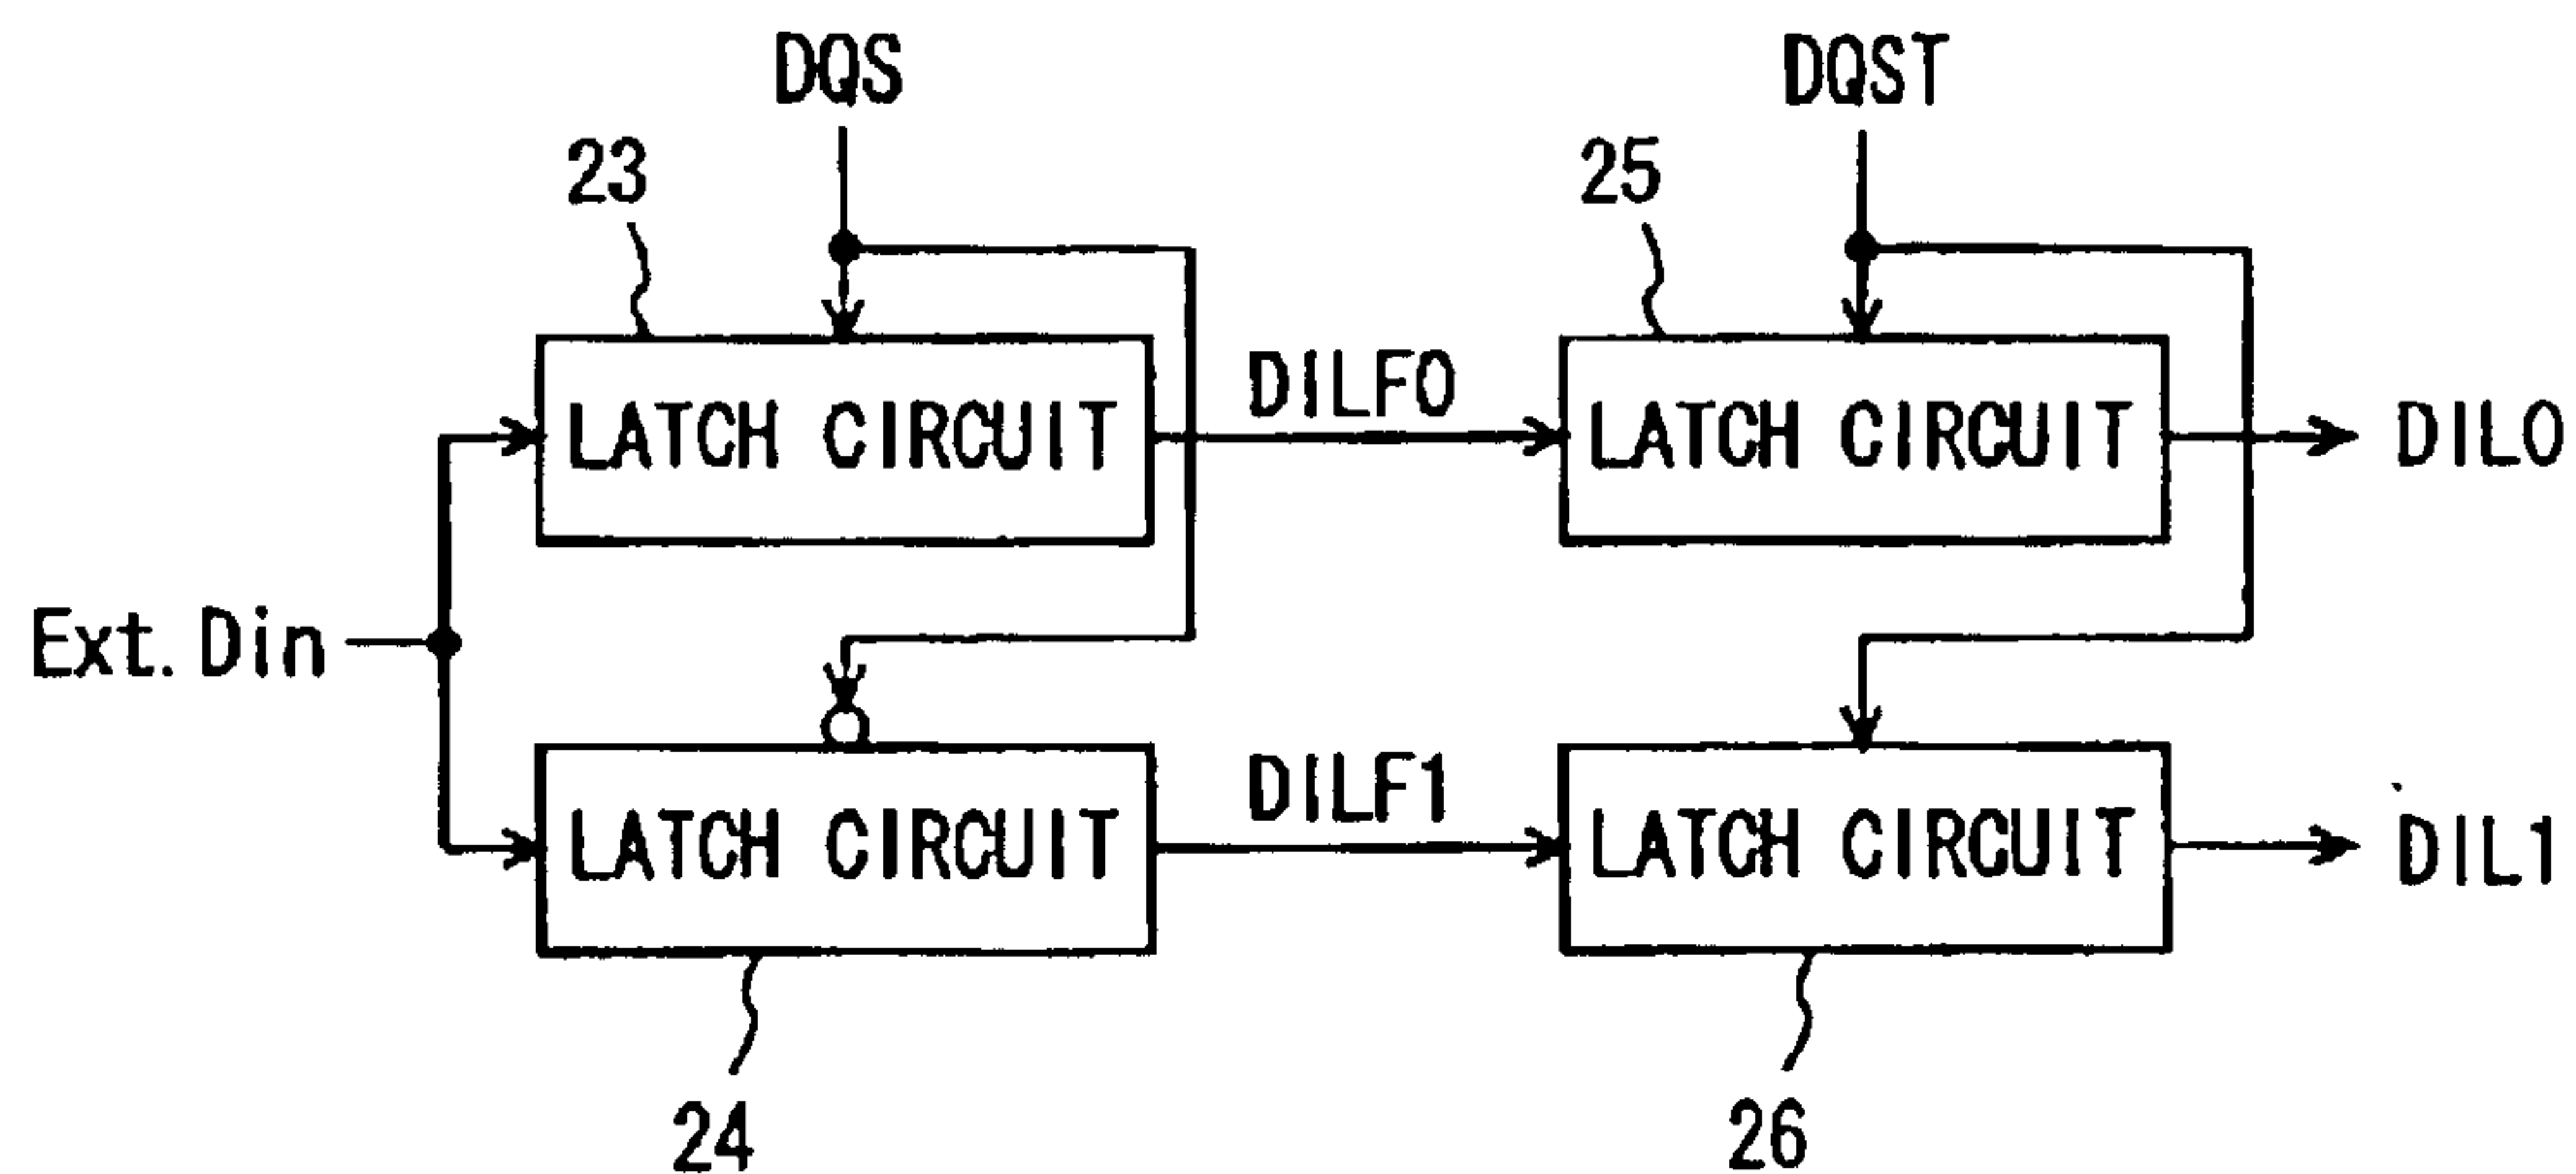 DQS
DQST
23
25
LATCH CIRCUIT
DILF0
LATCH CIRCUIT
DIL0
Ext. Din
LATCH CIRCUIT
DILF1
LATCH CIRCUIT
DIL1
24
26